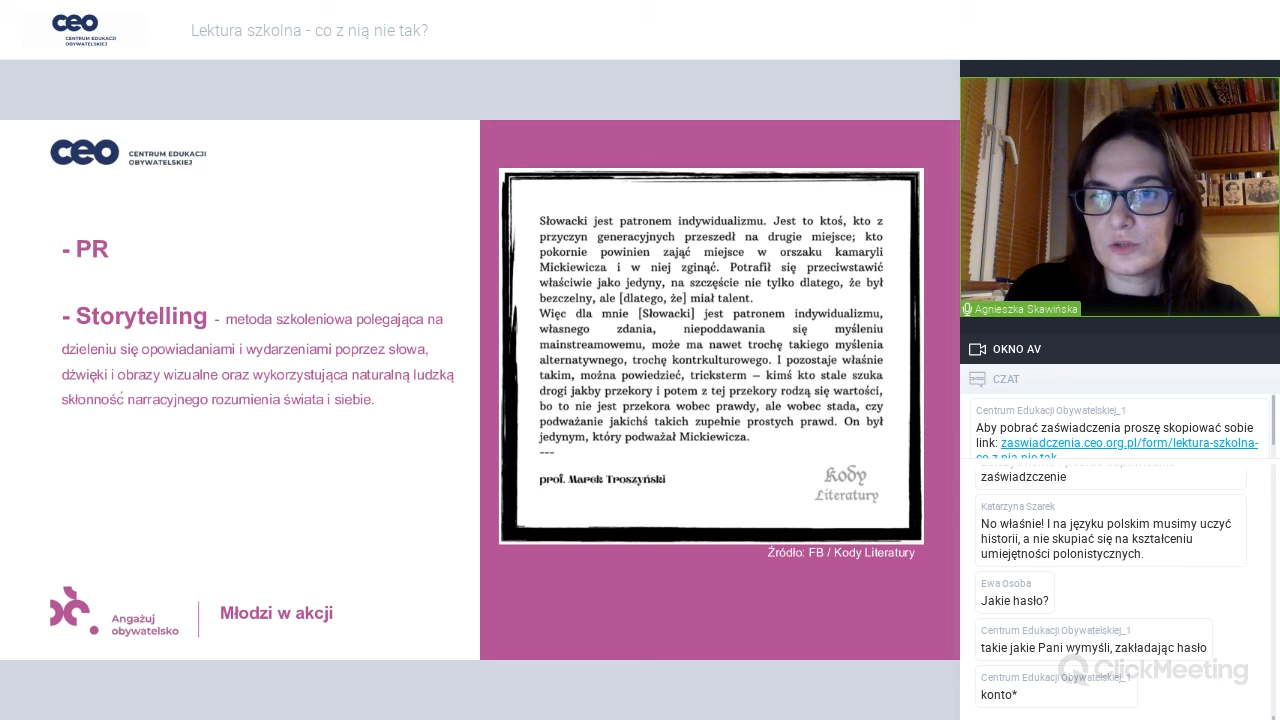 ceo
CENTRUM EDUKACJI
OBYWATELSKIEJ
Lektura szkolna - co z nią nie tak?
ceo
CENTRUM EDUKACJI
OBYWATELSKIEJ
- PR
- Storytelling - metoda szkoleniowa polegająca na
dzieleniu się opowiadaniami i wydarzeniami poprzez słowa,
dźwięki i obrazy wizualne oraz wykorzystująca naturalną ludzką
skłonność narracyjnego rozumienia świata i siebie.
Angażuj
obywatelsko
Młodzi w akcji
Słowacki jest patronem indywidualizmu. Jest to ktoś, kto z
przyczyn generacyjnych przeszedł na drugie miejsce; kto
pokornie powinien zająć miejsce w orszaku kamaryli
Mickiewicza i w niej zginąć. Potrafił się przeciwstawić
właściwie jako jedyny, na szczęście nie tylko dlatego, że był
bezczelny, ale [dlatego, że] miał talent.
Więc dla mnie [Słowacki] jest patronem indywidualizmu,
własnego zdania, niepoddawania się myśleniu
mainstreamowemu, może ma nawet trochę takiego myślenia
alternatywnego, trochę kontrkulturowego. I pozostaje właśnie
takim, można powiedzieć, tricksterm – kimś kto stale szuka
drogi jakby przekory i potem z tej przekory rodzą się wartości,
bo to nie jest przekora wobec prawdy, ale wobec stada, czy
podważanie jakichś takich zupełnie prostych prawd. On był
jedynym, który podważał Mickiewicza.
---
prof. Marek Troszyński
Kody
Literatury
Źródło: FB / Kody Literatury
Agnieszka Skawińska
OKNO AV
CZAT
Centrum Edukacji Obywatelskiej_1
Aby pobrać zaświadczenia proszę skopiować sobie
link: zaswiadczenia.ceo.org.pl/form/lektura-szkolna-
co-z-nia-nie-tak
zaświadzczenie
Katarzyna Szarek
No właśnie! I na języku polskim musimy uczyć
historii, a nie skupiać się na kształceniu
umiejętności polonistycznych.
Ewa Osoba
Jakie hasło?
Centrum Edukacji Obywatelskiej_1
takie jakie Pani wymyśli, zakładając hasło
Centrum Edukacji Obywatelskiej_1
konto*
ClickMeeting